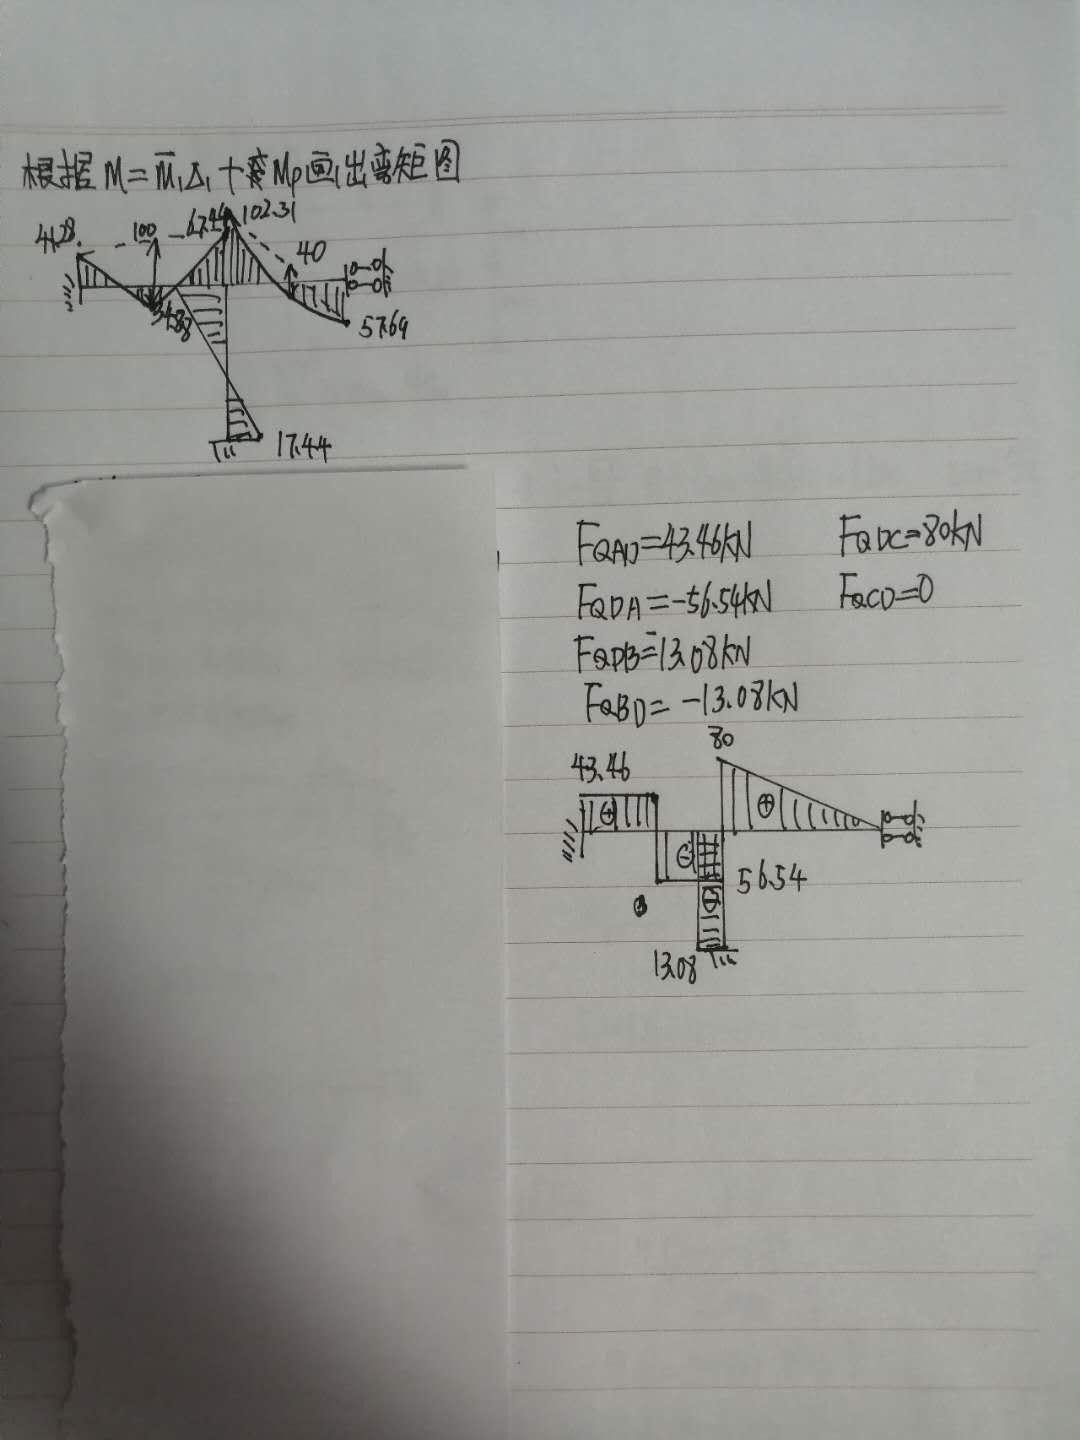 根据 M = M̄₁Δ₁ + Mp画出弯矩图
41.28 100 67.44 102.31
40
34.88 57.69
17.44
FQAD=43.46kN FQDC=80kN
FQDA=-56.54kN FQCD=0
FQDB=-13.08kN
FQBD=-13.08kN
80
43.46
⊕ ⊕
⊖ 56.54
⊖
13.08